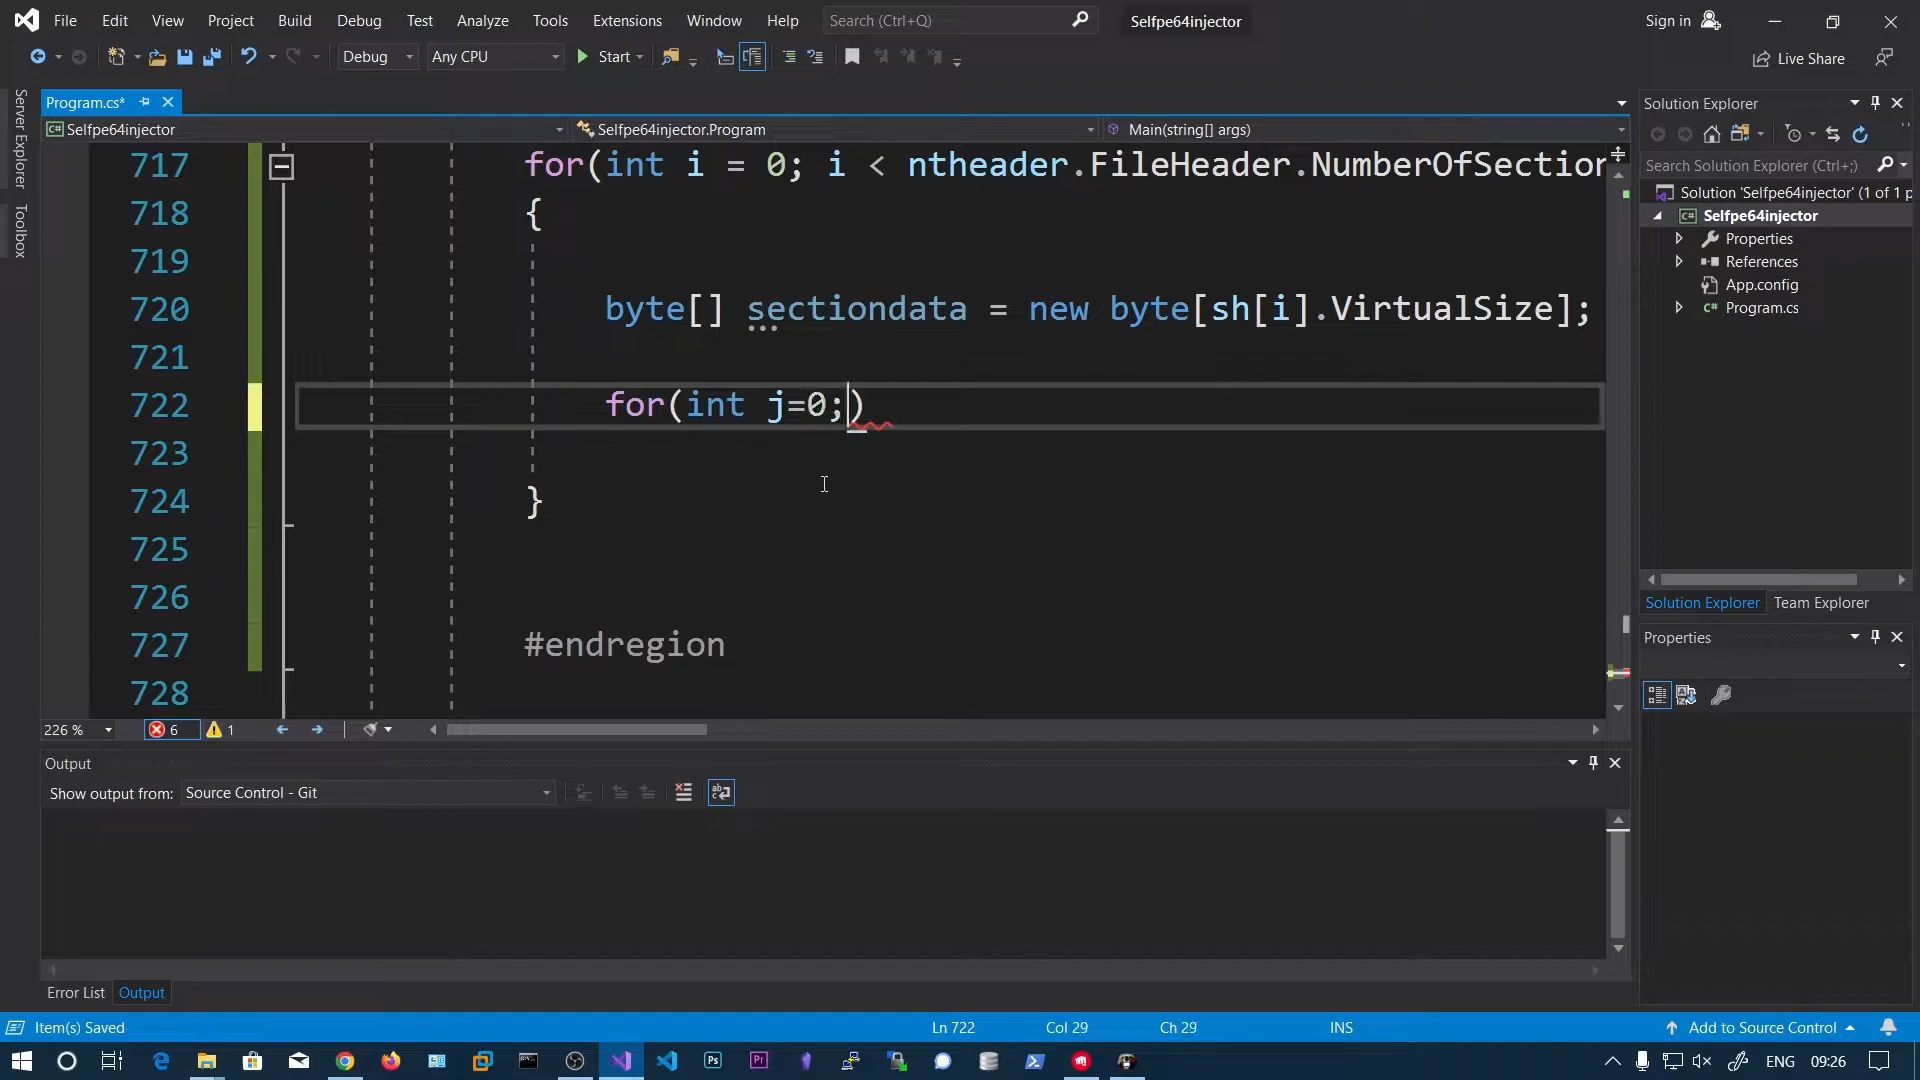 File Edit View Project Build Debug Test Analyze Tools Extensions Window Help Search (Ctrl+Q) Selfpe64injector Sign in
Debug Any CPU Start Live Share
Server Explorer
Toolbox
Program.cs*
C# Selfpe64injector Selfpe64injector.Program Main(string[] args)
717 for(int i = 0; i < ntheader.FileHeader.NumberOfSection
718 {
719
720 byte[] sectiondata = new byte[sh[i].VirtualSize];
721
722 for(int j=0;)
723
724 }
725
726
727 #endregion
728
226 % 6 1
Output
Show output from: Source Control - Git
Error List Output
Solution Explorer
Search Solution Explorer (Ctrl+;)
Solution 'Selfpe64injector' (1 of 1 p
C# Selfpe64injector
Properties
References
App.config
C# Program.cs
Solution Explorer Team Explorer
Properties
Item(s) Saved Ln 722 Col 29 Ch 29 INS Add to Source Control
Ps Pr ENG 09:26